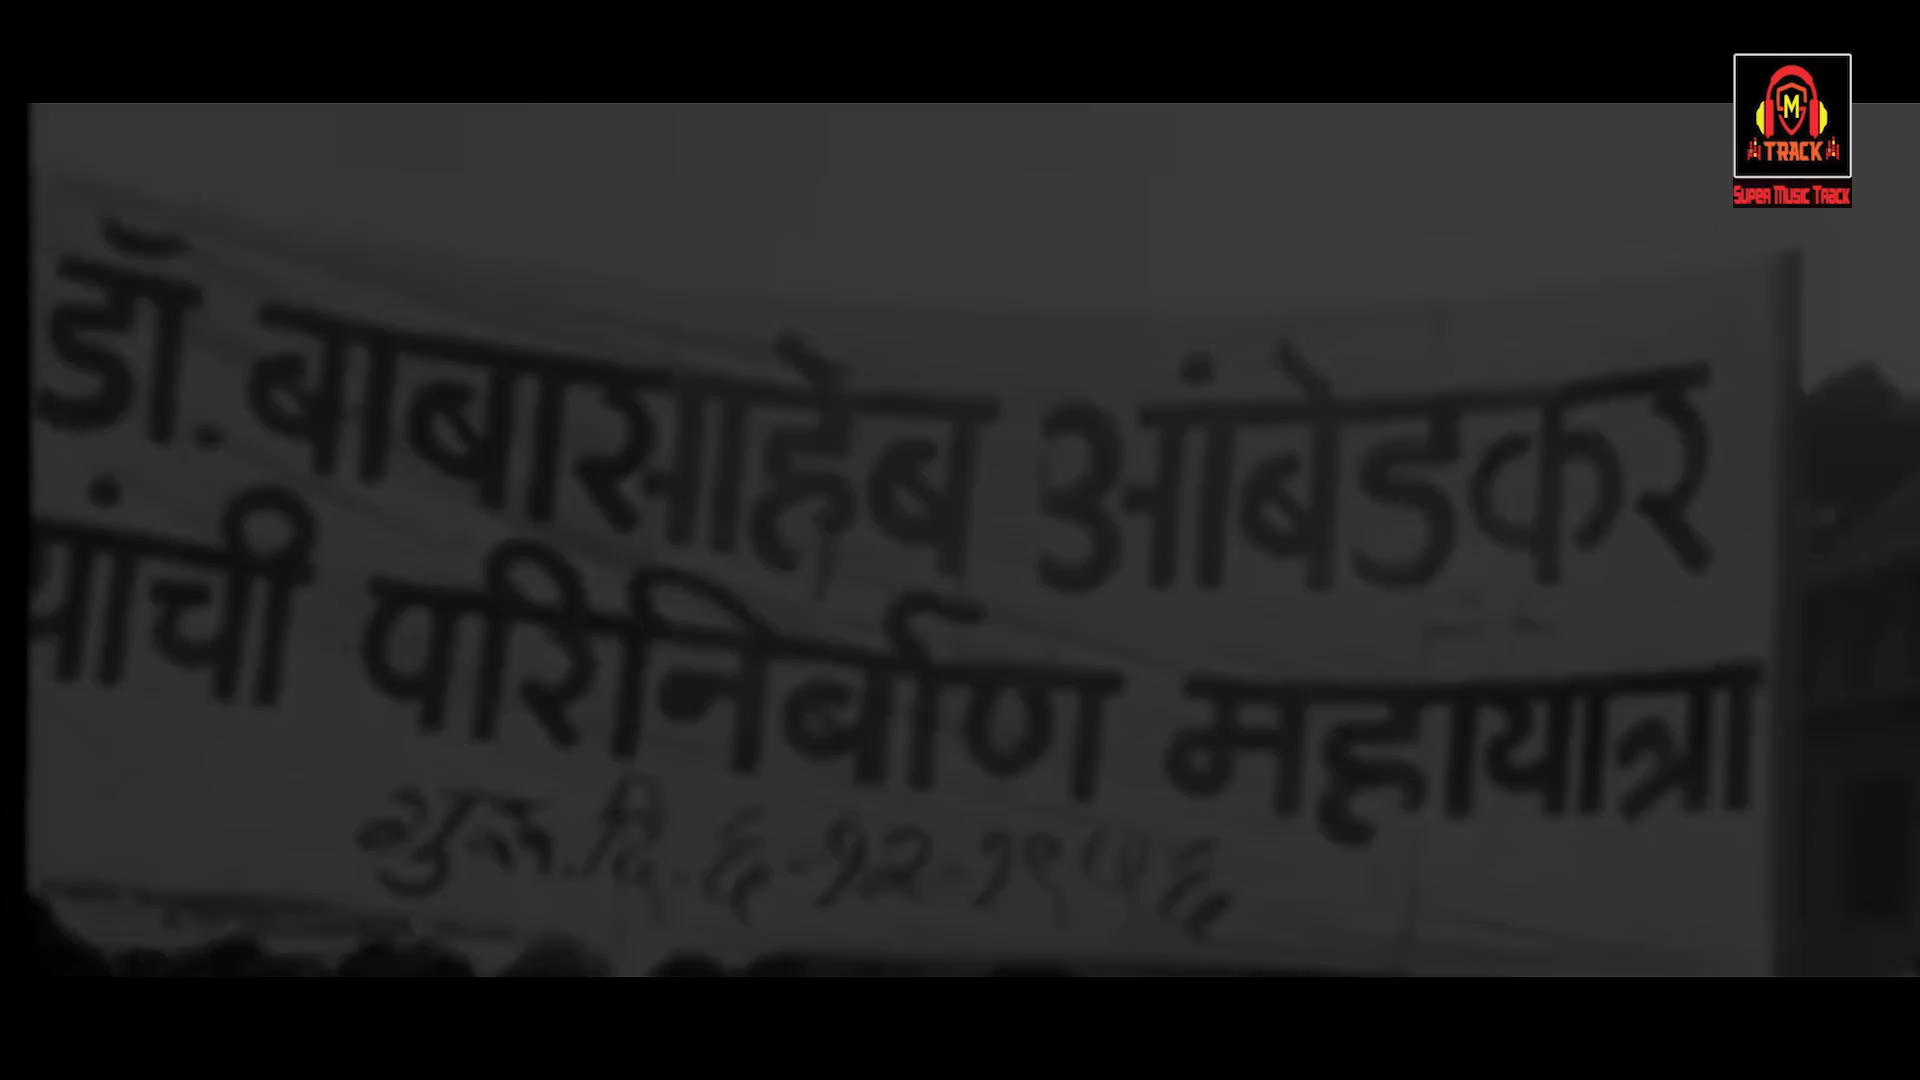 डॉ. बाबासाहेब आंबेडकर
यांची परिनिर्वाण महायात्रा
गुरू. दि. ६-१२-१९५६
M
TRACK
SUPER MUSIC TRACK